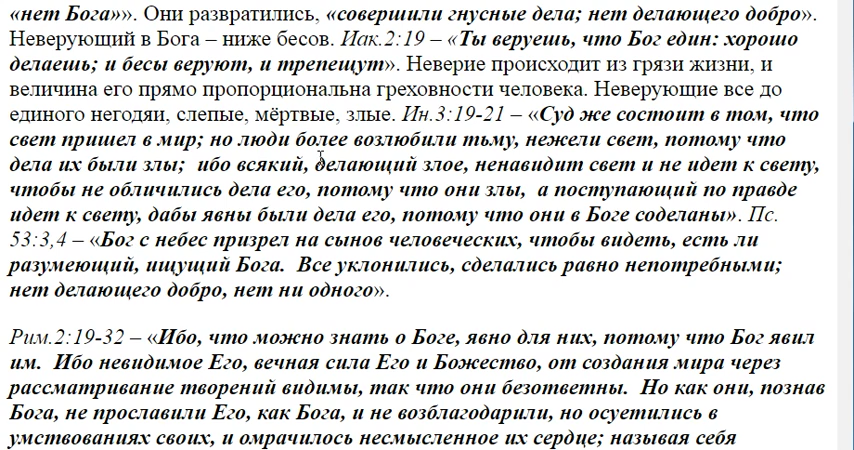 «нет Бога»». Они развратились, «совершили гнусные дела; нет делающего добро».
Неверующий в Бога – ниже бесов. Иак.2:19 – «Ты веруешь, что Бог един: хорошо
делаешь; и бесы веруют, и трепещут». Неверие происходит из грязи жизни, и
величина его прямо пропорциональна греховности человека. Неверующие все до
единого негодяи, слепые, мёртвые, злые. Ин.3:19-21 – «Суд же состоит в том, что
свет пришел в мир; но люди более возлюбили тьму, нежели свет, потому что
дела их были злы; ибо всякий, делающий злое, ненавидит свет и не идет к свету,
чтобы не обличились дела его, потому что они злы, а поступающий по правде
идет к свету, дабы явны были дела его, потому что они в Боге соделаны». Пс.
53:3,4 – «Бог с небес призрел на сынов человеческих, чтобы видеть, есть ли
разумеющий, ищущий Бога. Все уклонились, сделались равно непотребными;
нет делающего добро, нет ни одного».
Рим.2:19-32 – «Ибо, что можно знать о Боге, явно для них, потому что Бог явил
им. Ибо невидимое Его, вечная сила Его и Божество, от создания мира через
рассматривание творений видимы, так что они безответны. Но как они, познав
Бога, не прославили Его, как Бога, и не возблагодарили, но осуетились в
умствованиях своих, и омрачилось несмысленное их сердце; называя себя